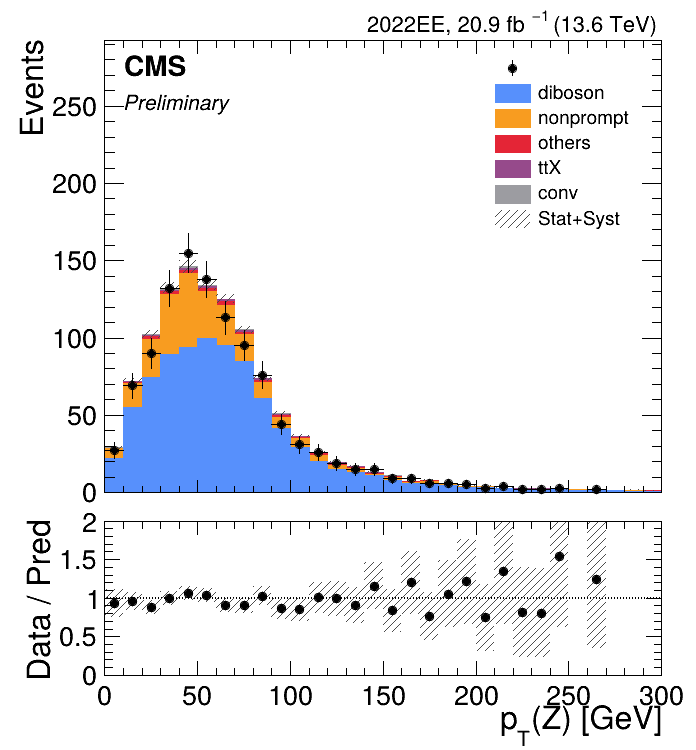 2022EE, 20.9 fb⁻¹ (13.6 TeV)
CMS
Preliminary
diboson
nonprompt
others
ttX
conv
Stat+Syst
Events
250
200
150
100
50
0
Data / Pred
2
1.5
1
0.5
0
0 50 100 150 200 250 300
p_T(Z) [GeV]